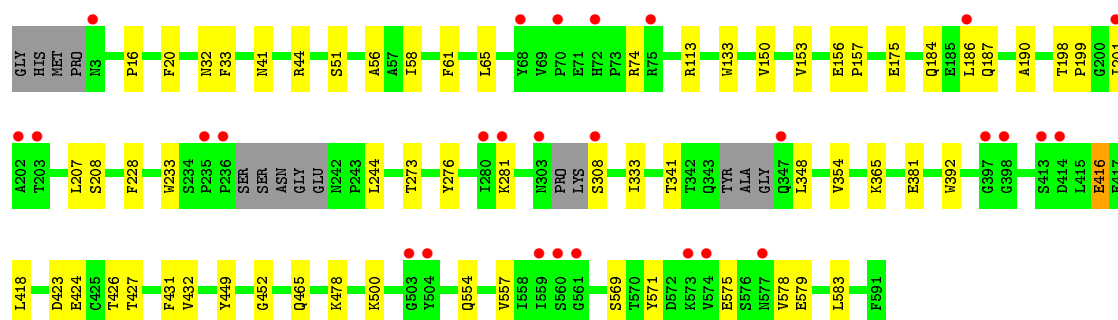 GLY HIS MET PRO N3 P16 F20 N32 F33 N41 R44 S51 A56 A57 I58 F61 L65 Y68 V69 P70 E71 H72 P73 R74 R75 R113 W133 V150 V153 E156 P157 E175 Q184 E185 L186 Q187 A190 T198 P199 G200 I201
A202 T203 L207 S208 F228 W233 S234 P235 P236 SER SER ASN GLY GLU N242 P243 L244 T273 Y276 I280 K281 N303 PRO LYS S308 I333 T341 T342 Q343 TYR ALA GLY Q347 L348 V354 K365 E381 W392 G397 G398 S413 D414 L415 E416
L418 D423 E424 C425 T426 T427 F431 V432 Y449 G452 Q465 K478 K500 G503 Y504 Q554 V557 I558 I559 S560 G561 S569 T570 Y571 D572 K573 V574 E575 S576 N577 V578 E579 L583 F591